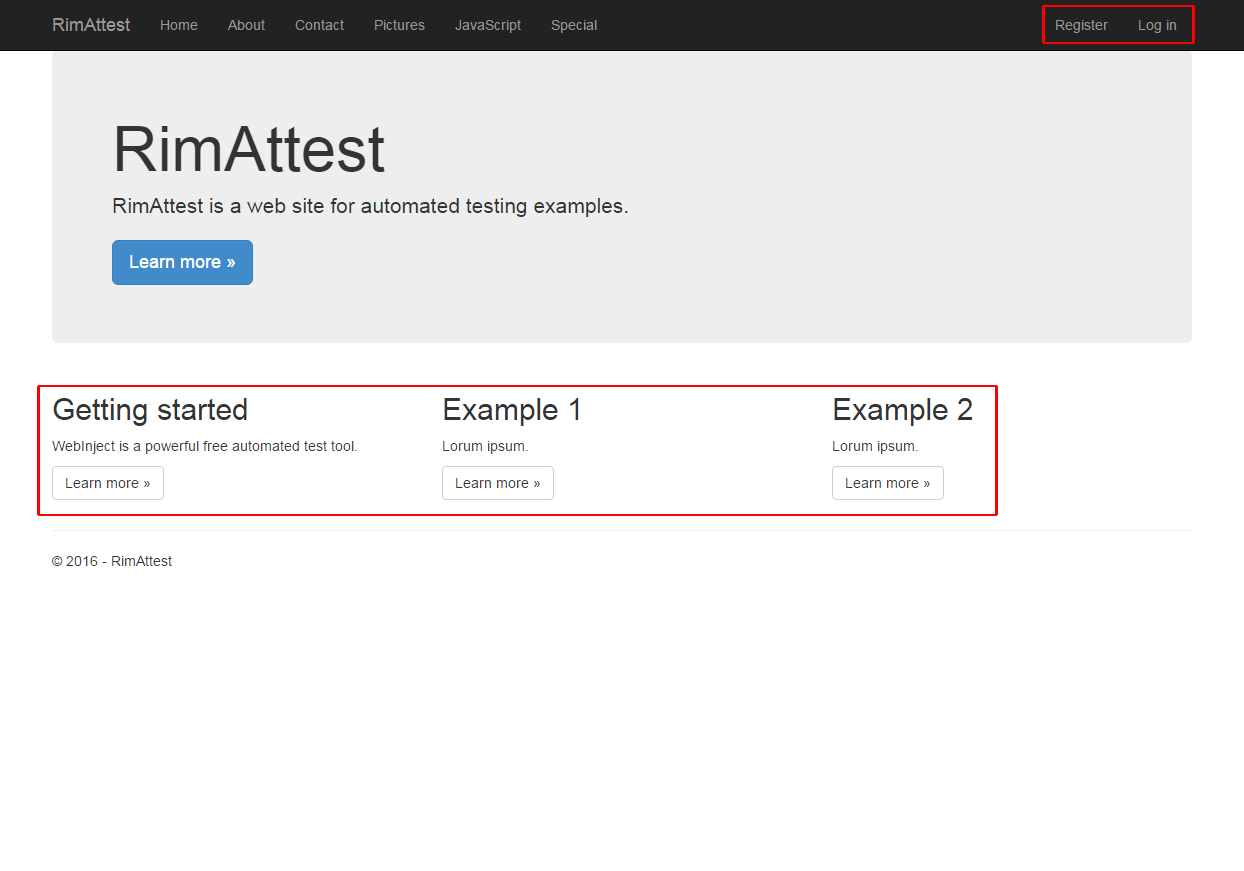 RimAttest Home About Contact Pictures JavaScript Special Register Log in
RimAttest
RimAttest is a web site for automated testing examples.
Learn more »
Getting started Example 1 Example 2
WebInject is a powerful free automated test tool. Lorum ipsum. Lorum ipsum.
Learn more » Learn more » Learn more »
© 2016 - RimAttest